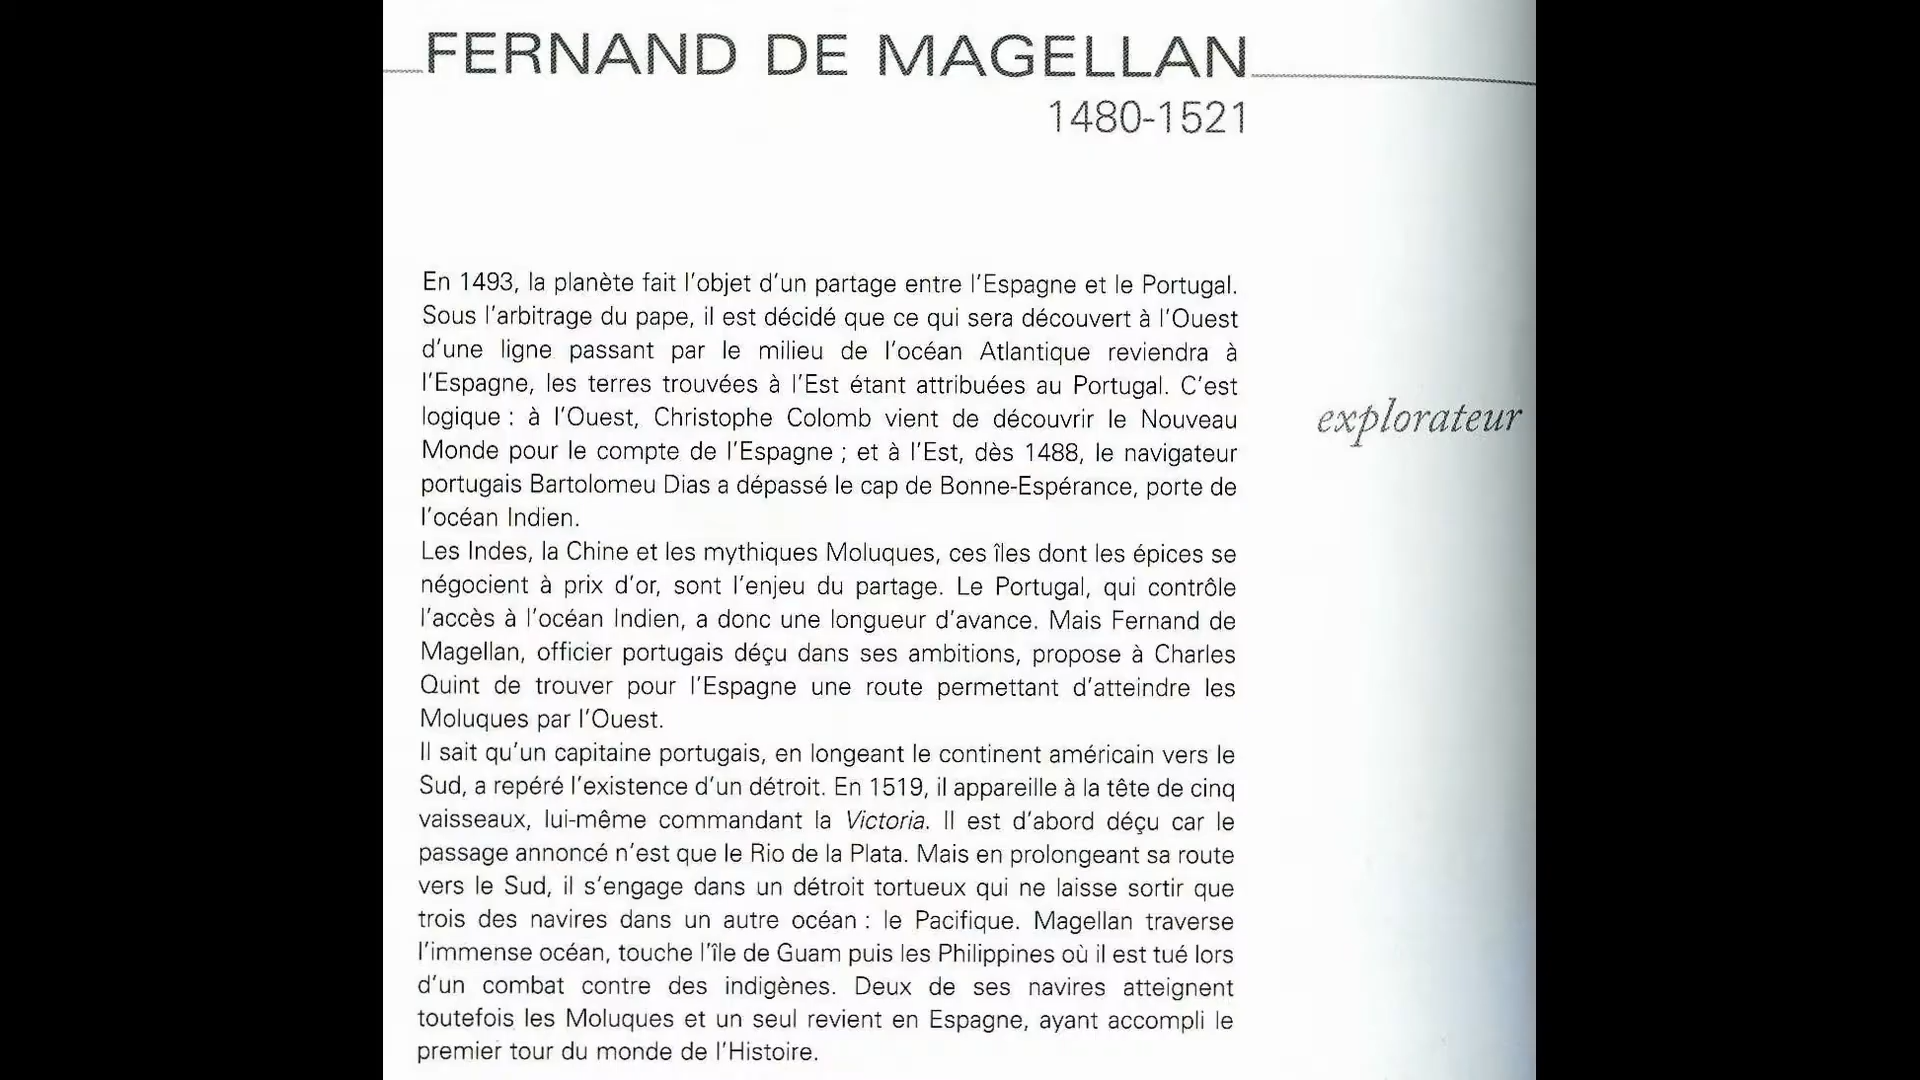 FERNAND DE MAGELLAN
1480-1521
En 1493, la planète fait l'objet d'un partage entre l'Espagne et le Portugal.
Sous l'arbitrage du pape, il est décidé que ce qui sera découvert à l'Ouest
d'une ligne passant par le milieu de l'océan Atlantique reviendra à
l'Espagne, les terres trouvées à l'Est étant attribuées au Portugal. C'est
logique : à l'Ouest, Christophe Colomb vient de découvrir le Nouveau
Monde pour le compte de l'Espagne ; et à l'Est, dès 1488, le navigateur
portugais Bartolomeu Dias a dépassé le cap de Bonne-Espérance, porte de
l'océan Indien.
Les Indes, la Chine et les mythiques Moluques, ces îles dont les épices se
négocient à prix d'or, sont l'enjeu du partage. Le Portugal, qui contrôle
l'accès à l'océan Indien, a donc une longueur d'avance. Mais Fernand de
Magellan, officier portugais déçu dans ses ambitions, propose à Charles
Quint de trouver pour l'Espagne une route permettant d'atteindre les
Moluques par l'Ouest.
Il sait qu'un capitaine portugais, en longeant le continent américain vers le
Sud, a repéré l'existence d'un détroit. En 1519, il appareille à la tête de cinq
vaisseaux, lui-même commandant la Victoria. Il est d'abord déçu car le
passage annoncé n'est que le Rio de la Plata. Mais en prolongeant sa route
vers le Sud, il s'engage dans un détroit tortueux qui ne laisse sortir que
trois des navires dans un autre océan : le Pacifique. Magellan traverse
l'immense océan, touche l'île de Guam puis les Philippines où il est tué lors
d'un combat contre des indigènes. Deux de ses navires atteignent
toutefois les Moluques et un seul revient en Espagne, ayant accompli le
premier tour du monde de l'Histoire.
explorateur